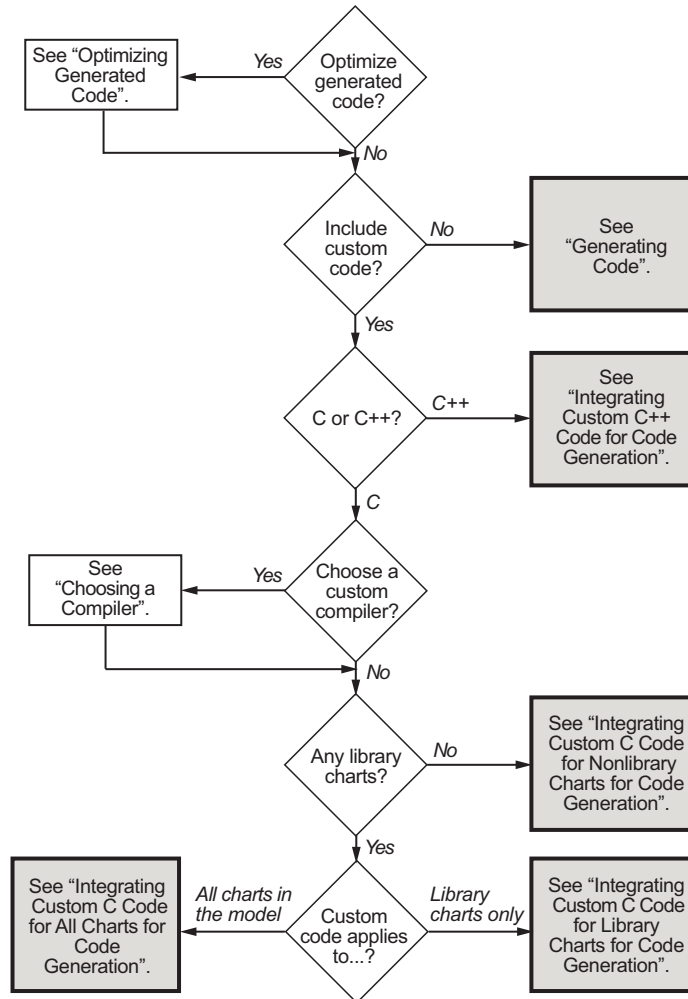 See “Optimizing
Generated
Code”.
Yes
Optimize
generated
code?
No
Include
custom
code?
No
See
“Generating
Code”.
Yes
C or C++?
C++
See
“Integrating
Custom C++
Code for Code
Generation”.
C
See
“Choosing a
Compiler”.
Yes
Choose a
custom
compiler?
No
Any library
charts?
No
See “Integrating
Custom C Code
for Nonlibrary
Charts for Code
Generation”.
Yes
See “Integrating
Custom C Code
for All Charts for
Code
Generation”.
All charts in
the model
Custom
code applies
to...?
Library
charts only
See “Integrating
Custom C Code
for Library
Charts for Code
Generation”.